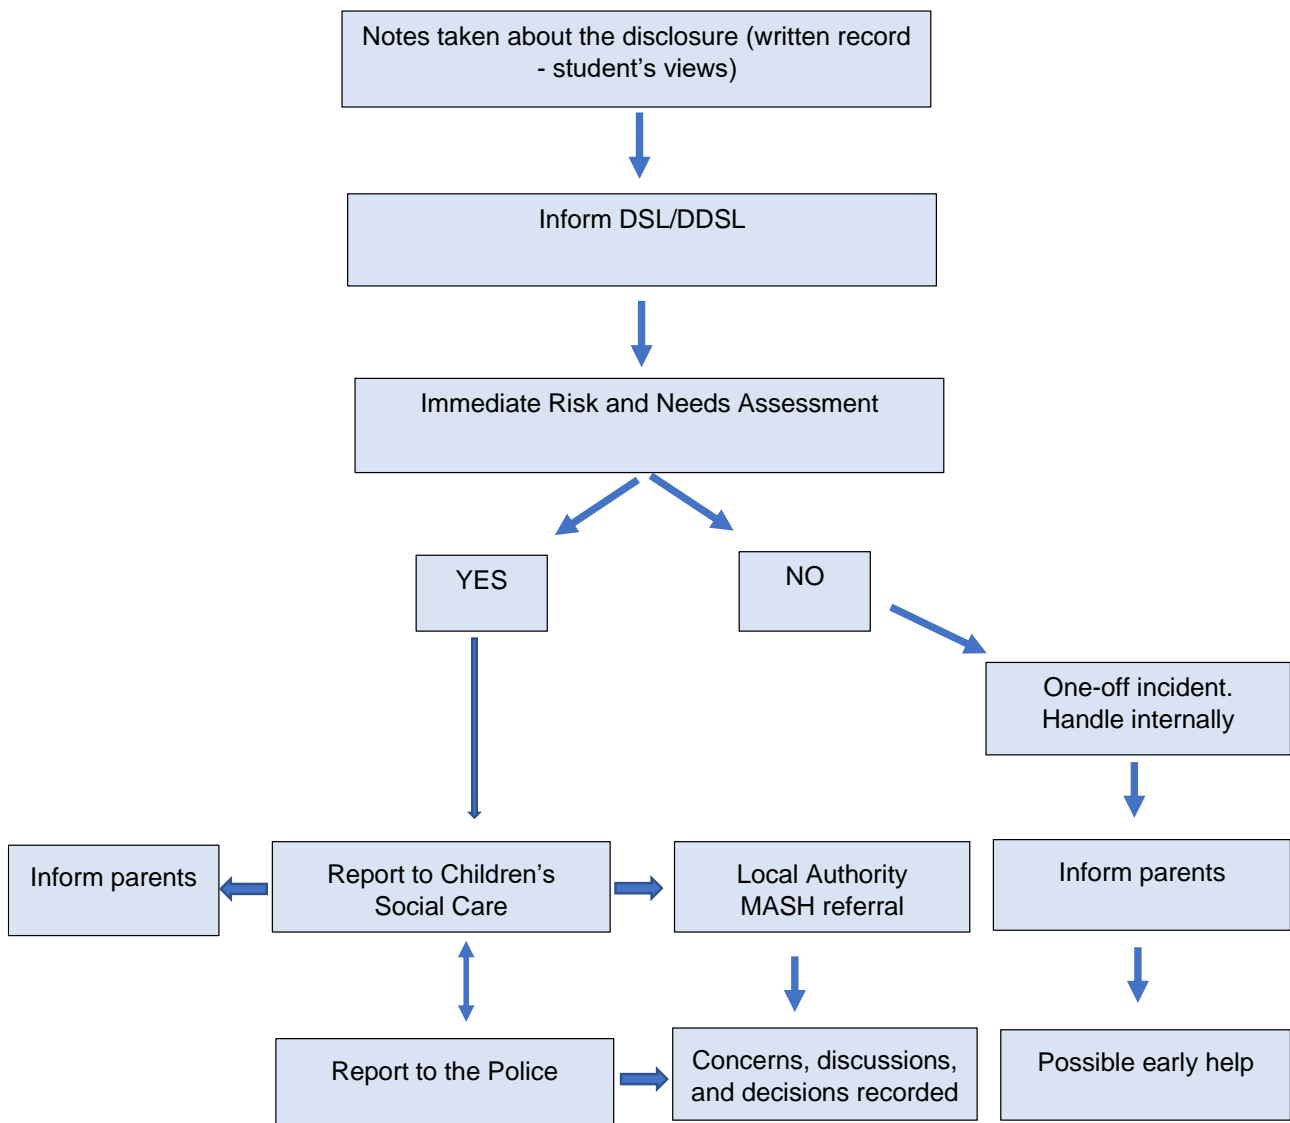 Notes taken about the disclosure (written record
- student’s views)
Inform DSL/DDSL
Immediate Risk and Needs Assessment
YES
NO
One-off incident.
Handle internally
Inform parents
Report to Children’s
Social Care
Local Authority
MASH referral
Inform parents
Report to the Police
Concerns, discussions,
and decisions recorded
Possible early help